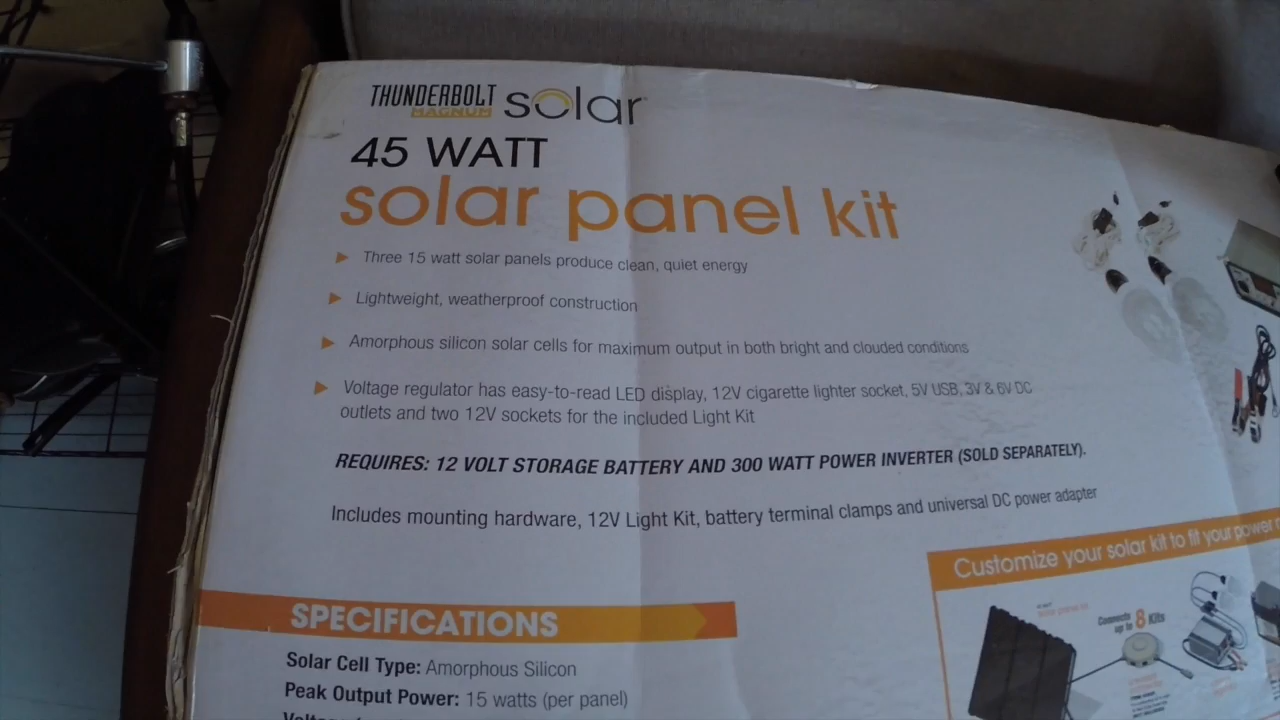 THUNDERBOLT solar
MAGNUM
45 WATT
solar panel kit
Three 15 watt solar panels produce clean, quiet energy
Lightweight, weatherproof construction
Amorphous silicon solar cells for maximum output in both bright and clouded conditions
Voltage regulator has easy-to-read LED display, 12V cigarette lighter socket, 5V USB, 3V & 6V DC
outlets and two 12V sockets for the included Light Kit
REQUIRES: 12 VOLT STORAGE BATTERY AND 300 WATT POWER INVERTER (SOLD SEPARATELY).
Includes mounting hardware, 12V Light Kit, battery terminal clamps and universal DC power adapter
Customize your solar kit to fit your power
Connects
up to 8 Kits
SPECIFICATIONS
Solar Cell Type: Amorphous Silicon
Peak Output Power: 15 watts (per panel)